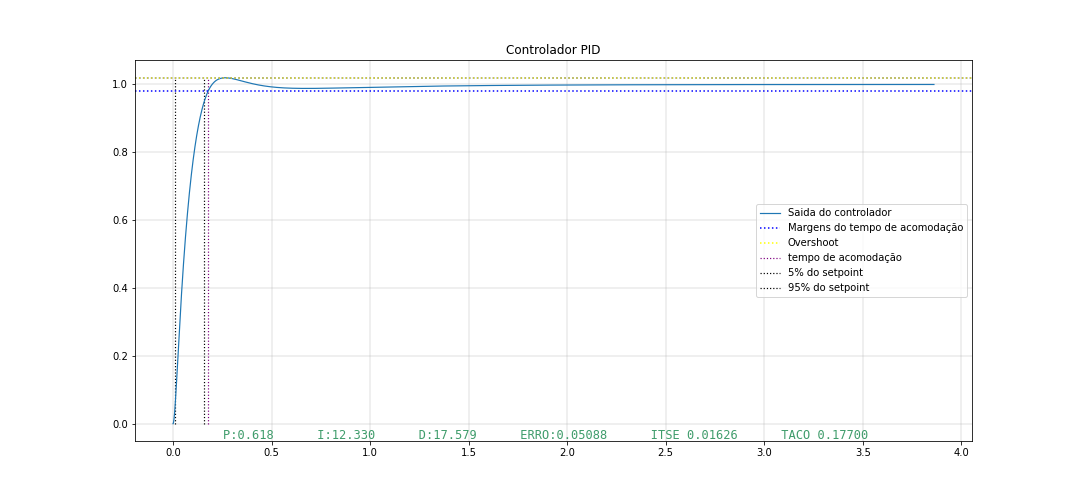 Controlador PID
1.0
0.8
0.6
0.4
0.2
0.0
Saida do controlador
Margens do tempo de acomodação
Overshoot
tempo de acomodação
5% do setpoint
95% do setpoint
P:0.618 I:12.330 D:17.579 ERRO:0.05088 ITSE 0.01626 TACO 0.17700
0.0 0.5 1.0 1.5 2.0 2.5 3.0 3.5 4.0